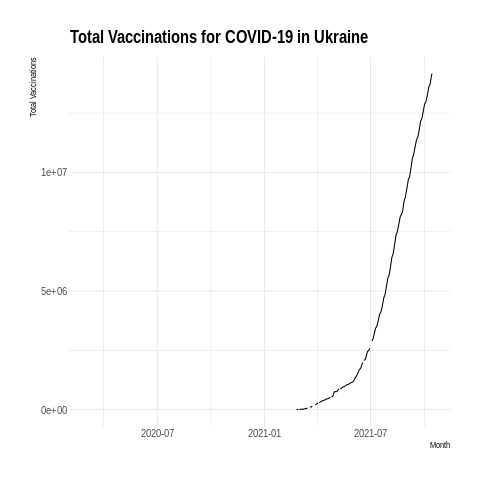 Total Vaccinations for COVID-19 in Ukraine
Total Vaccinations
1e+07
5e+06
0e+00
2020-07 2021-01 2021-07
Month